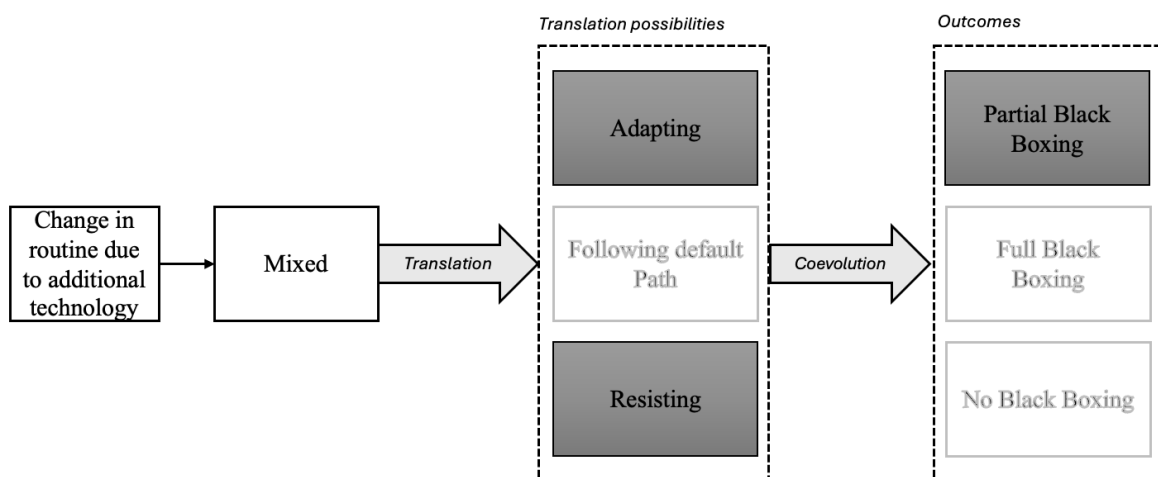 Translation possibilities
Outcomes
Adapting
Partial Black
Boxing
Change in
routine due
to additional
technology
Mixed
Translation
Following default
Path
Coevolution
Full Black
Boxing
Resisting
No Black Boxing